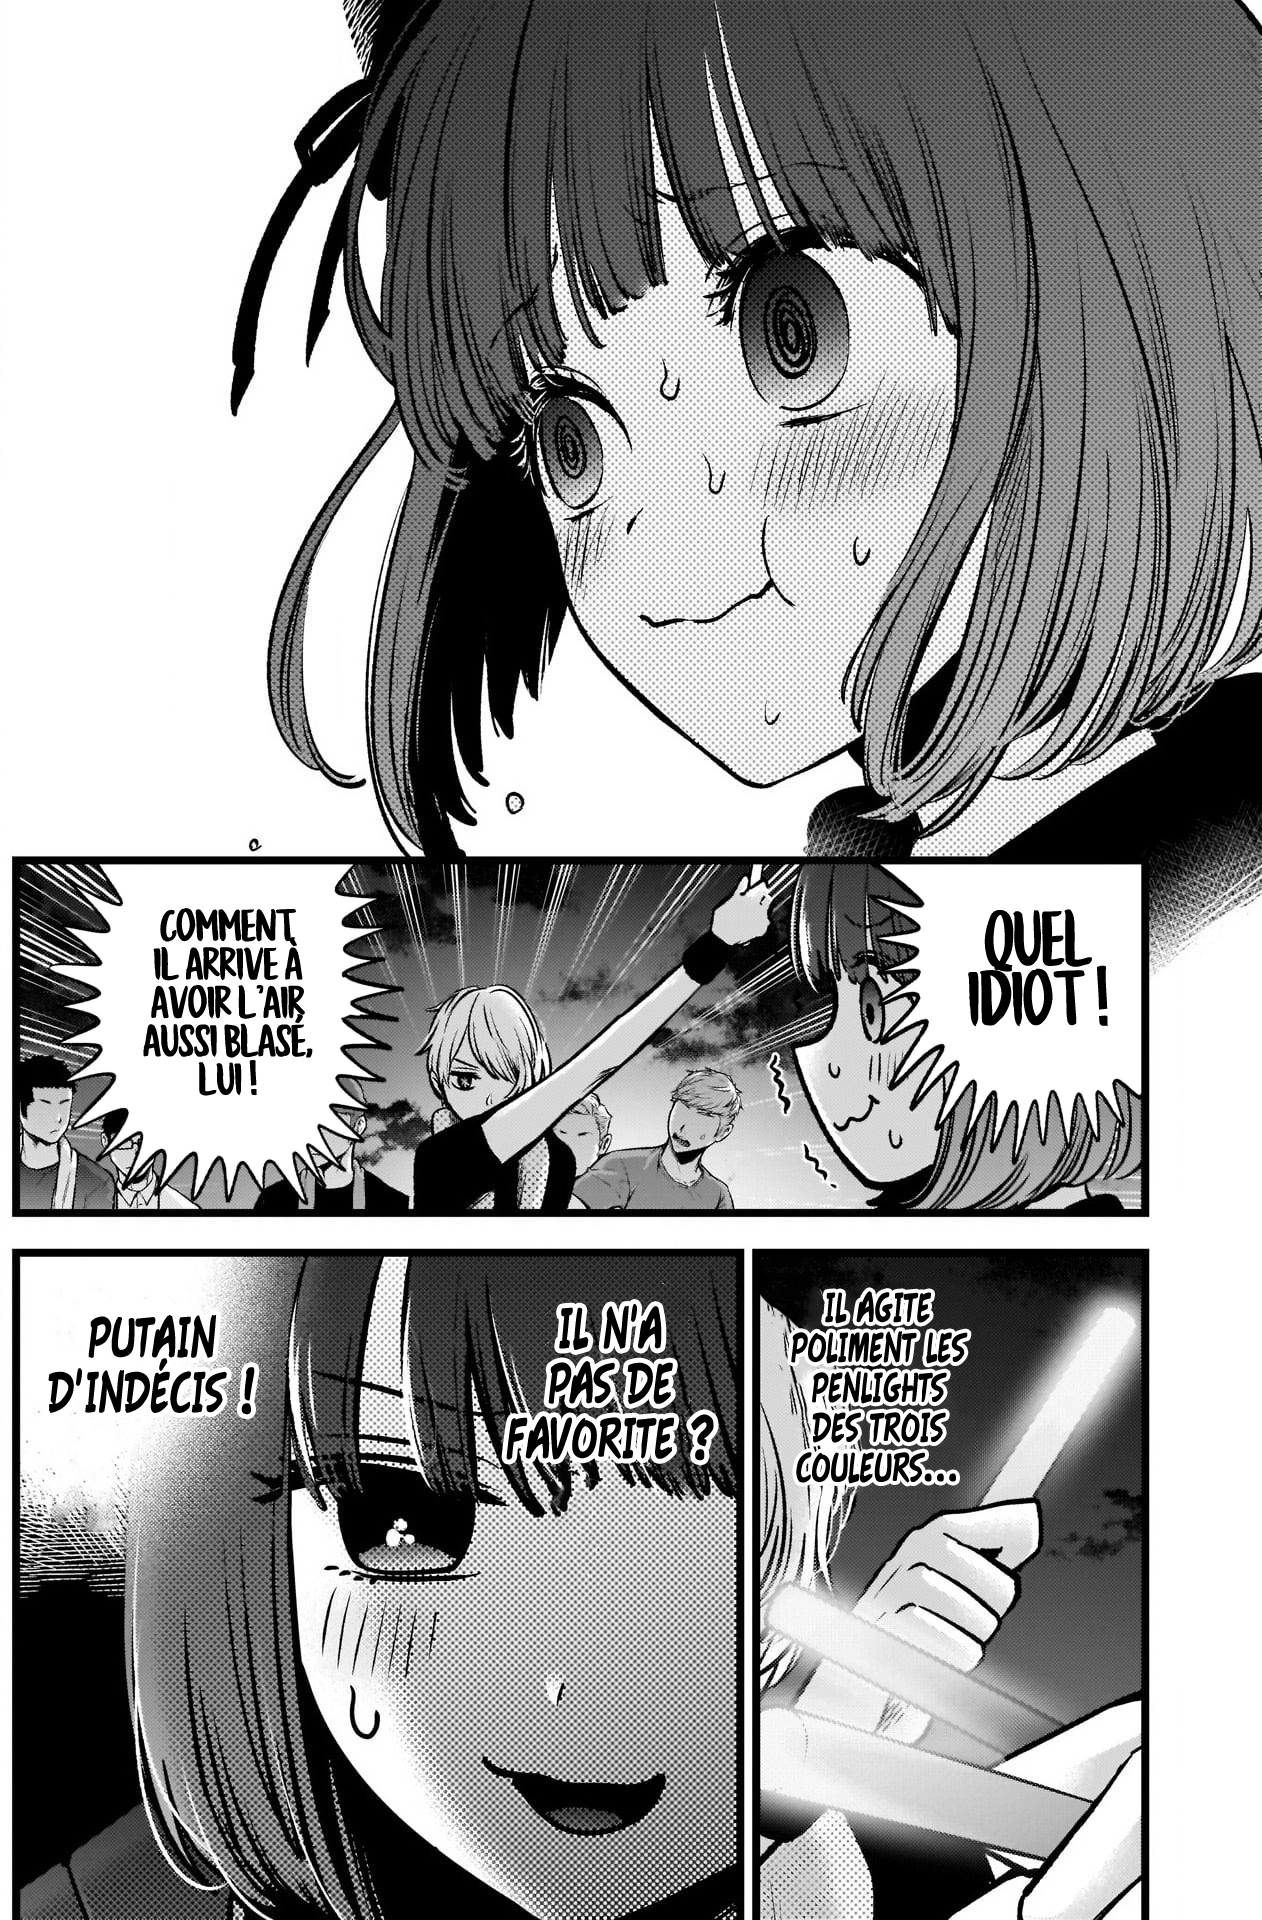 QUEL
IDIOT !
COMMENT
IL ARRIVE À
AVOIR L'AIR
AUSSI BLASÉ,
LUI !
IL AGITE
POLIMENT LES
PENLIGHTS
DES TROIS
COULEURS...
IL N'A
PAS DE
FAVORITE ?
PUTAIN
D'INDÉCIS !